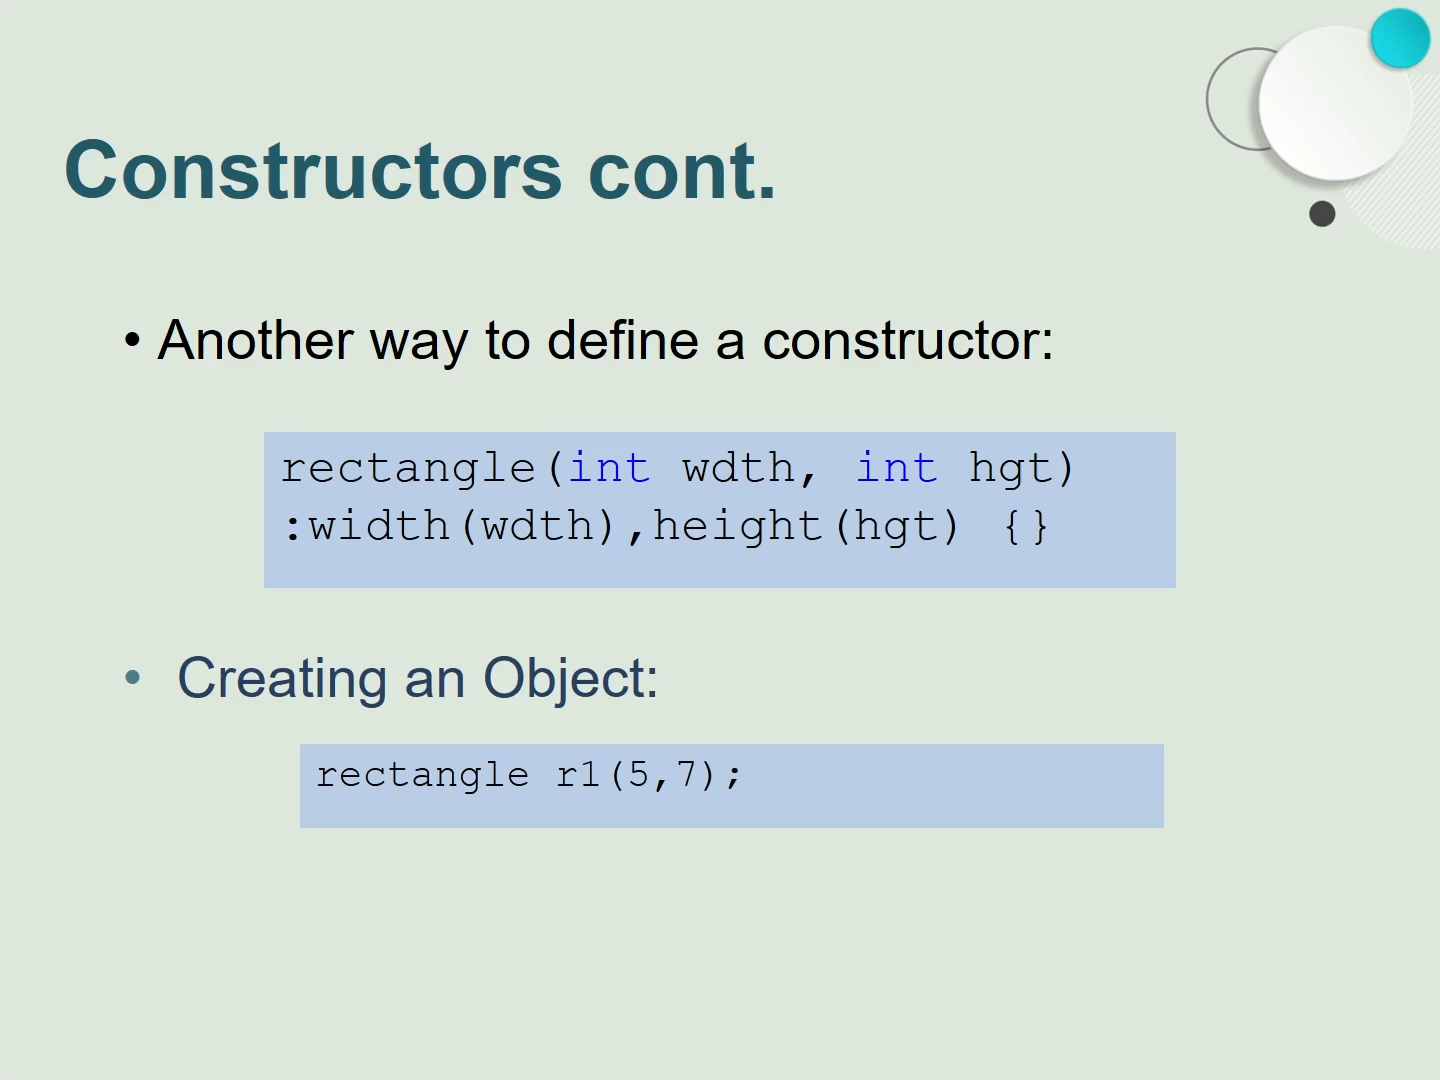 Constructors cont.
• Another way to define a constructor:
rectangle(int wdth, int hgt)
:width(wdth),height(hgt) {}
• Creating an Object:
rectangle r1(5,7);